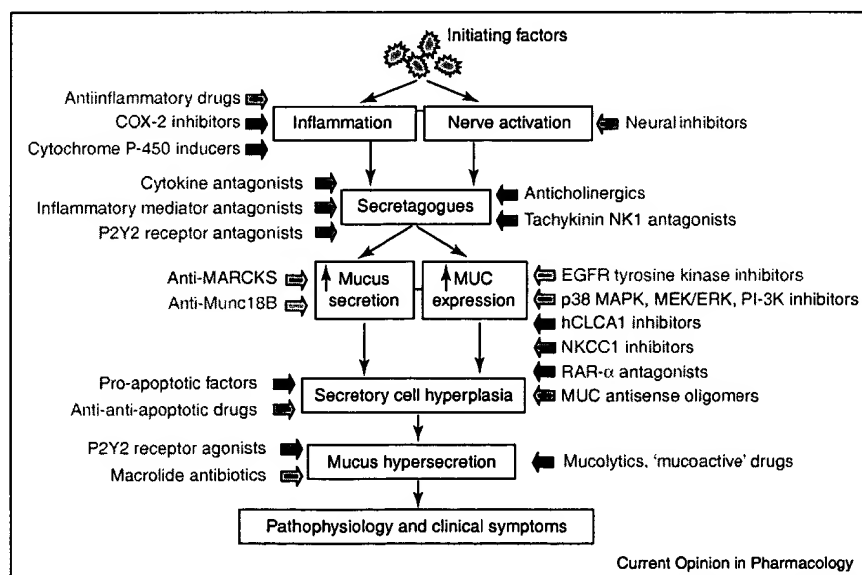 Initiating factors
Antiinflammatory drugs
COX-2 inhibitors
Cytochrome P-450 inducers
Inflammation
Nerve activation
Neural inhibitors
Cytokine antagonists
Inflammatory mediator antagonists
P2Y2 receptor antagonists
Secretagogues
Anticholinergics
Tachykinin NK1 antagonists
Anti-MARCKS
Anti-Munc18B
Mucus
secretion
MUC
expression
EGFR tyrosine kinase inhibitors
p38 MAPK, MEK/ERK, PI-3K inhibitors
hCLCA1 inhibitors
NKCC1 inhibitors
RAR-α antagonists
MUC antisense oligomers
Pro-apoptotic factors
Anti-anti-apoptotic drugs
Secretory cell hyperplasia
P2Y2 receptor agonists
Macrolide antibiotics
Mucus hypersecretion
Mucolytics, 'mucoactive' drugs
Pathophysiology and clinical symptoms
Current Opinion in Pharmacology